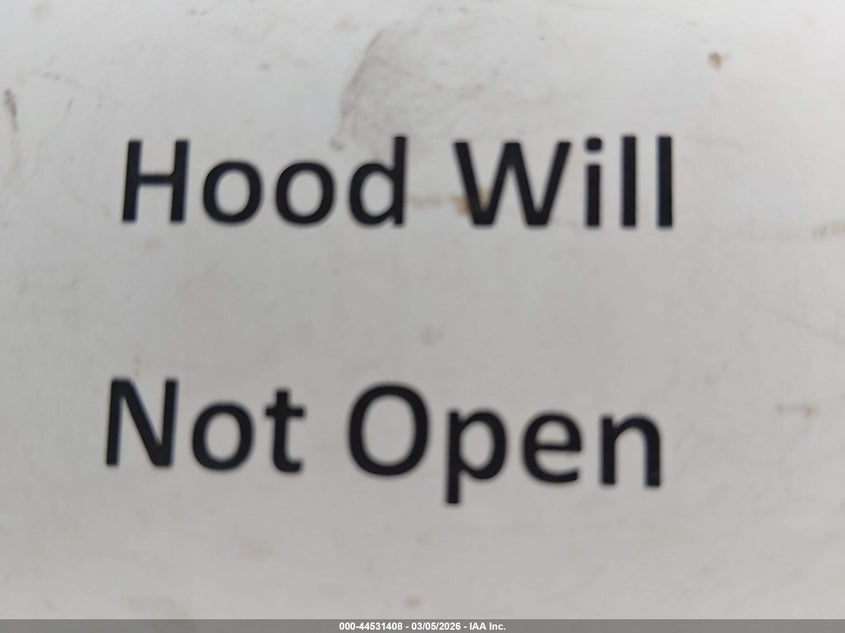 Hood Will
Not Open
000-44531408 - 03/05/2026 - IAA Inc.